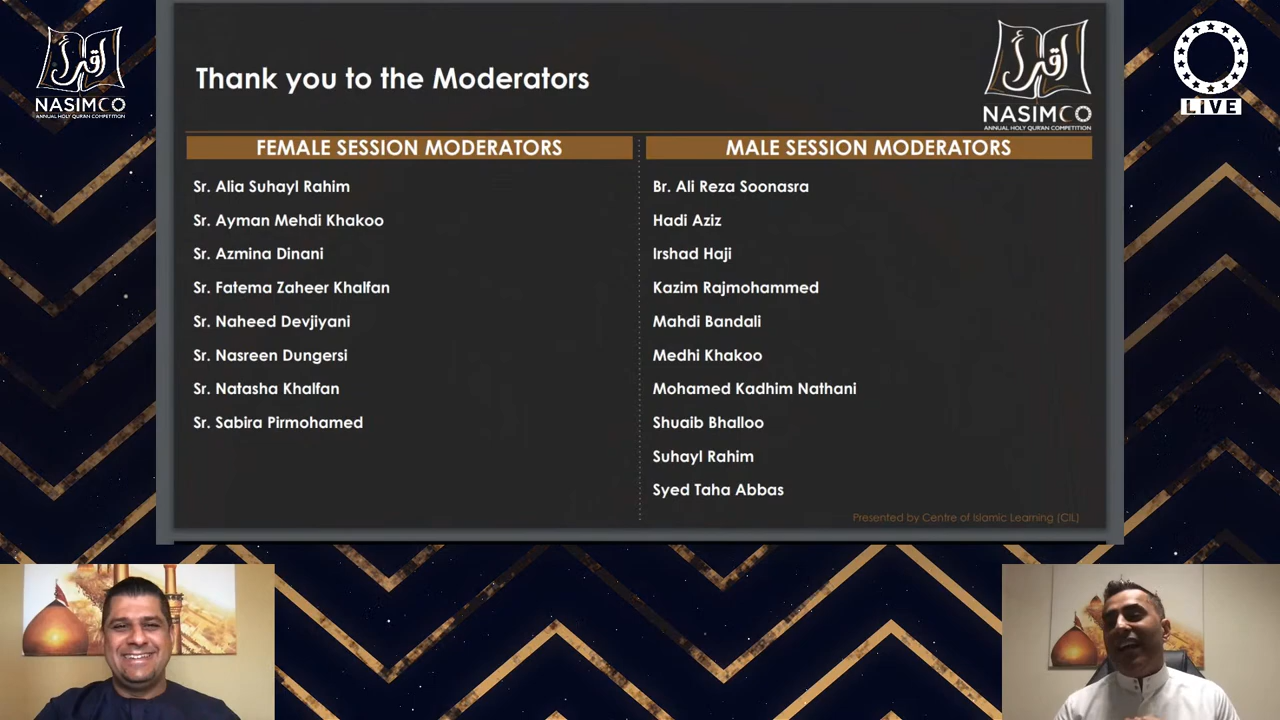 اقرأ
NASIMCO
ANNUAL HOLY QURAN COMPETITION
Thank you to the Moderators
اقرأ
NASIMCO
ANNUAL HOLY QURAN COMPETITION
LIVE
FEMALE SESSION MODERATORS
Sr. Alia Suhayl Rahim
Sr. Ayman Mehdi Khakoo
Sr. Azmina Dinani
Sr. Fatema Zaheer Khalfan
Sr. Naheed Devjiyani
Sr. Nasreen Dungersi
Sr. Natasha Khalfan
Sr. Sabira Pirmohamed
MALE SESSION MODERATORS
Br. Ali Reza Soonasra
Hadi Aziz
Irshad Haji
Kazim Rajmohammed
Mahdi Bandali
Medhi Khakoo
Mohamed Kadhim Nathani
Shuaib Bhalloo
Suhayl Rahim
Syed Taha Abbas
Presented by Centre of Islamic Learning (CIL)